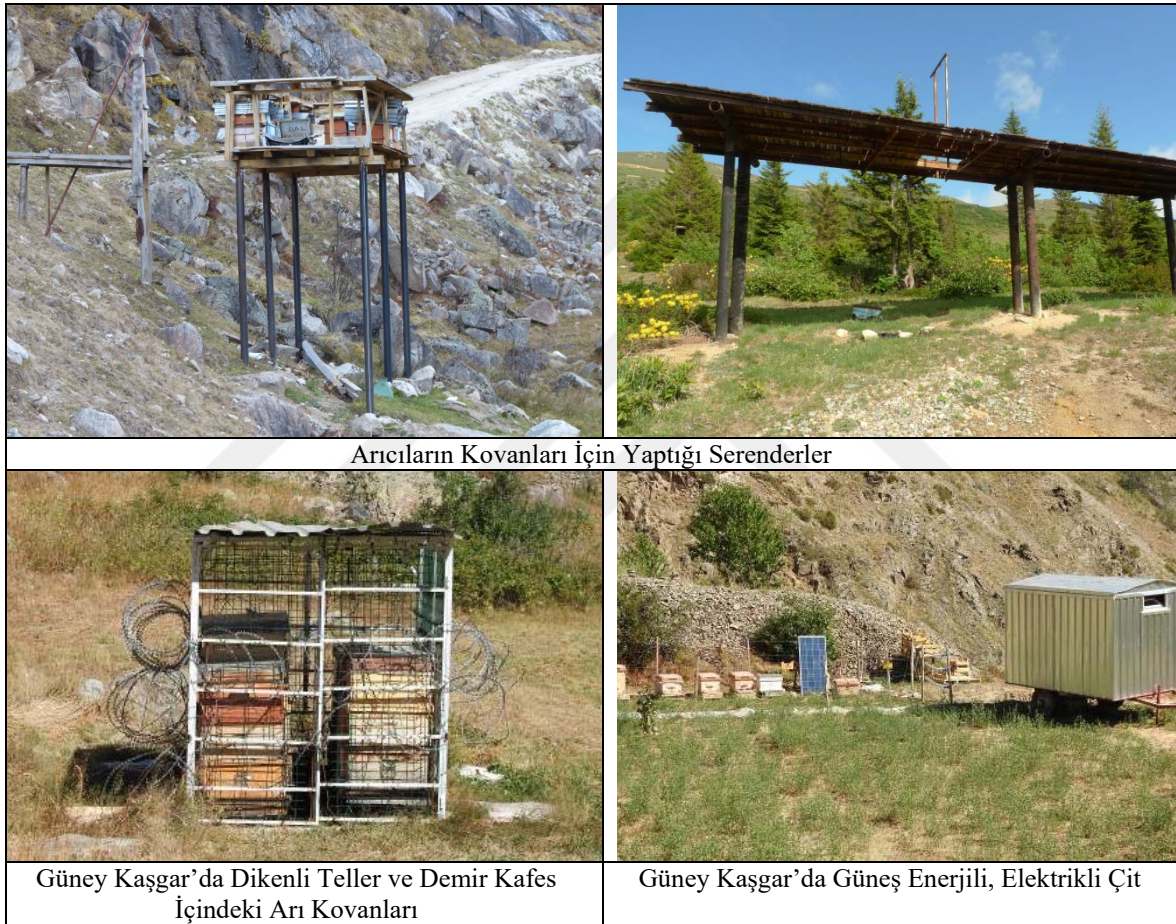 Arıcıların Kovanları İçin Yaptığı Serenderler
Güney Kaşgar’da Dikenli Teller ve Demir Kafes
İçindeki Arı Kovanları
Güney Kaşgar’da Güneş Enerjili, Elektrikli Çit